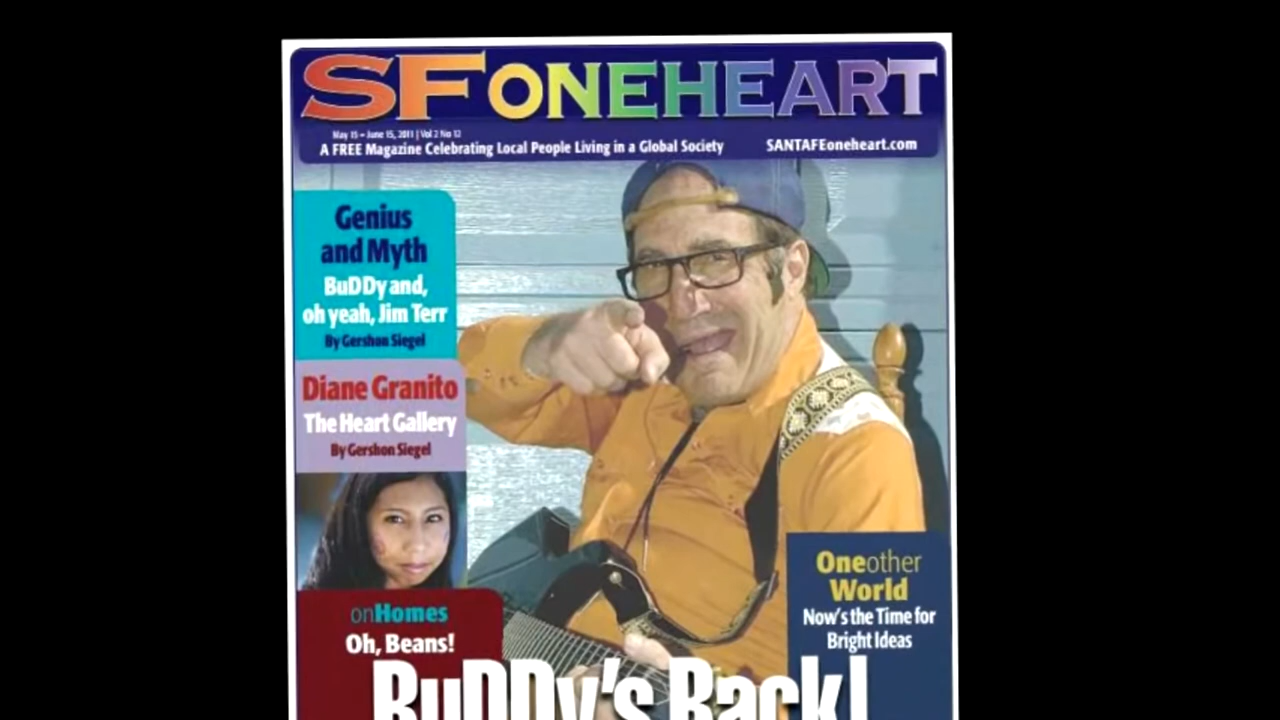 SF ONEHEART
May 15 – June 15, 2011 | Vol 2 No 12
A FREE Magazine Celebrating Local People Living in a Global Society
SANTAFEoneheart.com
Genius
and Myth
BuDDy and,
oh yeah, Jim Terr
By Gershon Siegel
Diane Granito
The Heart Gallery
By Gershon Siegel
onHomes
Oh, Beans!
Oneother
World
Now's the Time for
Bright Ideas
BuDDy's Back!